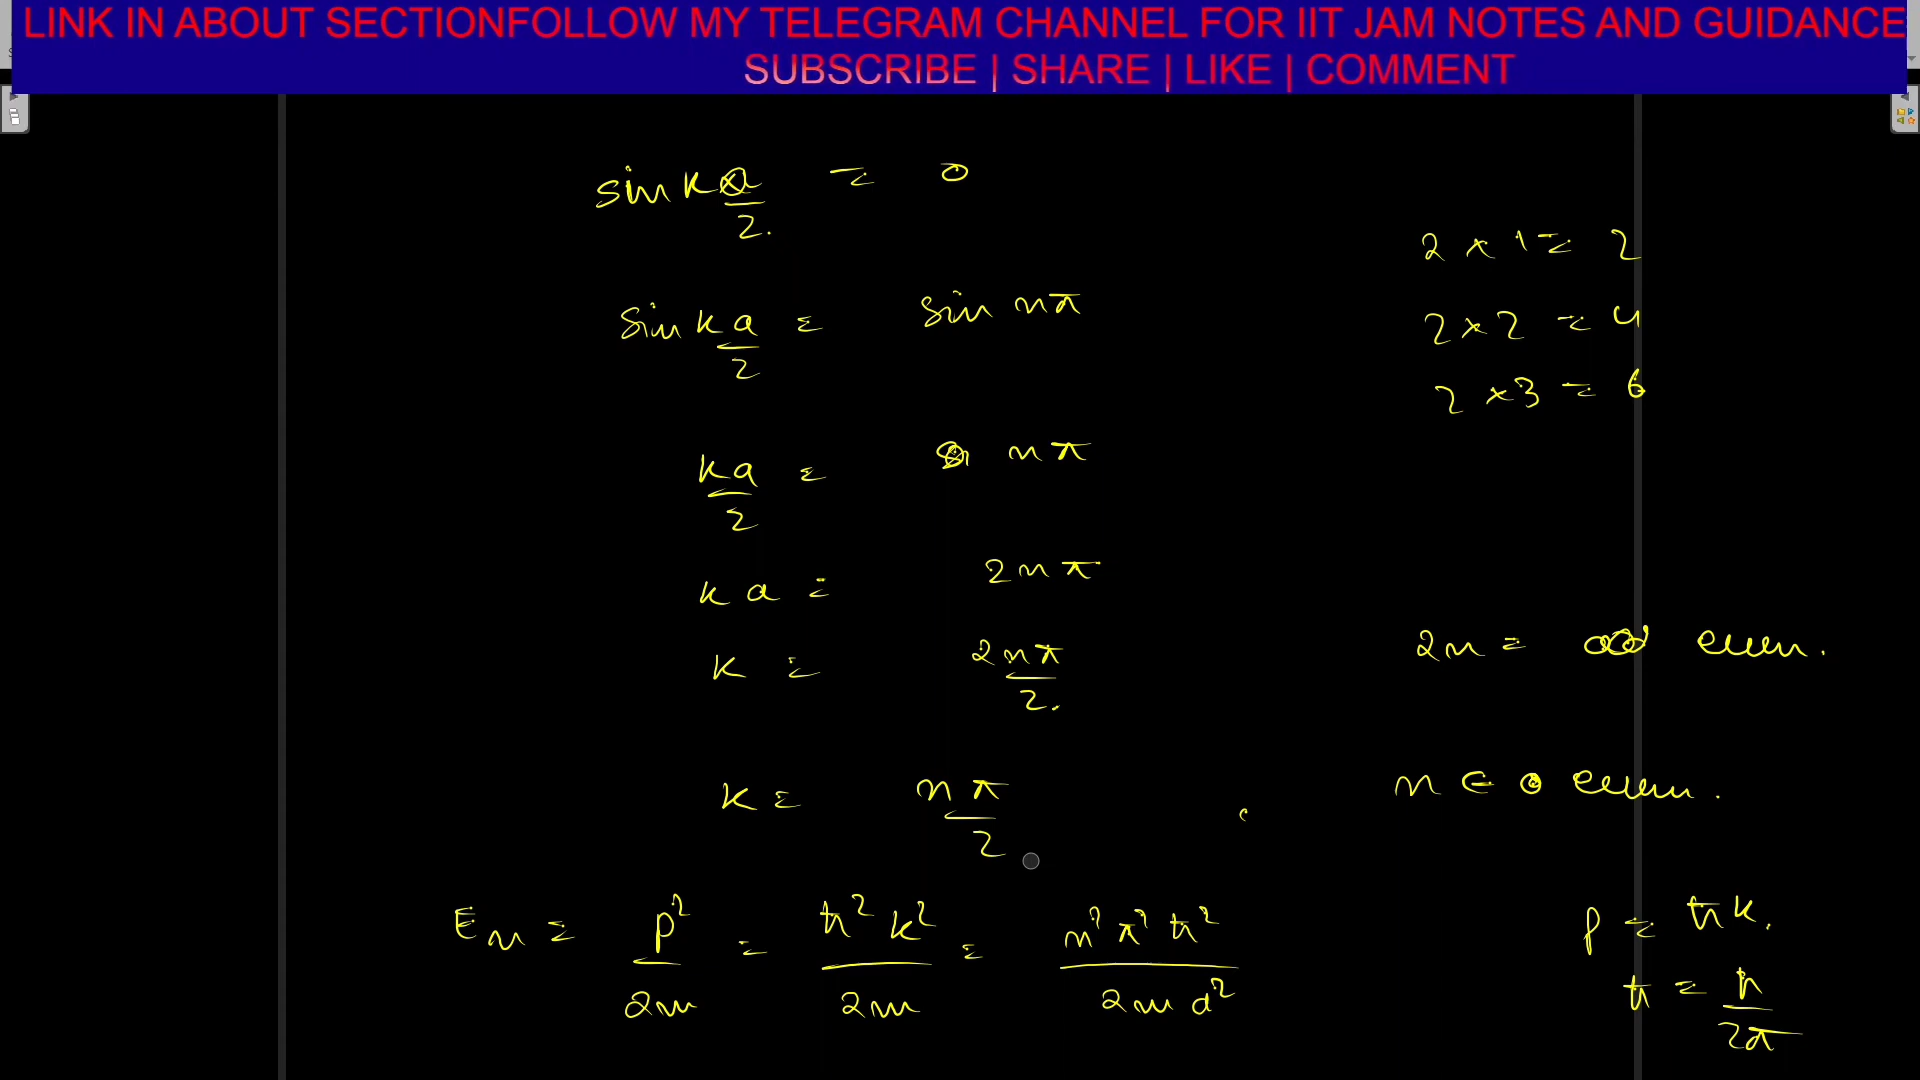 LINK IN ABOUT SECTIONFOLLOW MY TELEGRAM CHANNEL FOR IIT JAM NOTES AND GUIDANCE
SUBSCRIBE | SHARE | LIKE | COMMENT
sin ka/2. = 0
sin ka/2 = sin nπ
ka/2 = nπ
ka = 2nπ
k = 2nπ/2.
k = nπ/2
En = p²/2m = ħ²k²/2m = n²π²ħ²/2ma²
2 × 1 = 2
2 × 2 = 4
2 × 3 = 6
2n = even.
n ∈ even.
p = ħk.
ħ = h/2π